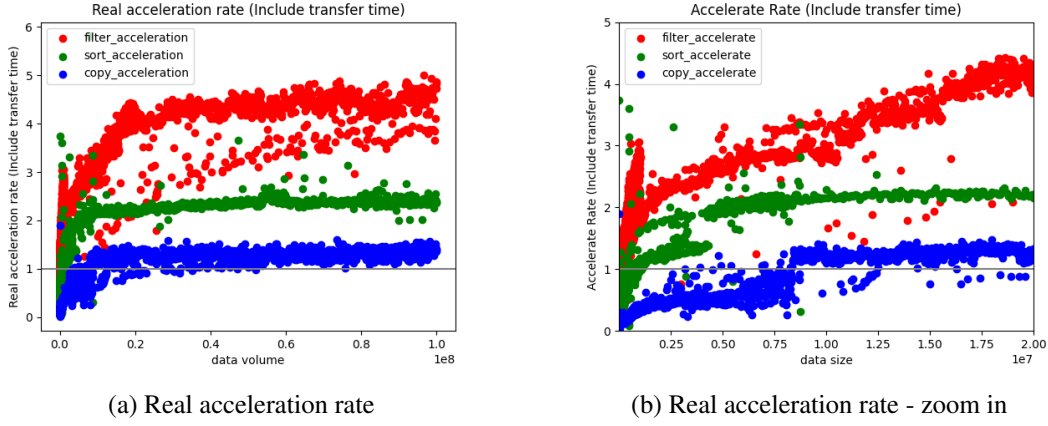 Real acceleration rate (Include transfer time)
Real acceleration rate (Include transfer time)
6
5
4
3
2
1
0
filter_acceleration
sort_acceleration
copy_acceleration
0.0 0.2 0.4 0.6 0.8 1.0
1e8
data volume
(a) Real acceleration rate
Accelerate Rate (Include transfer time)
Accelerate Rate (Include transfer time)
5
4
3
2
1
0
filter_accelerate
sort_accelerate
copy_accelerate
0.25 0.50 0.75 1.00 1.25 1.50 1.75 2.00
1e7
data size
(b) Real acceleration rate - zoom in